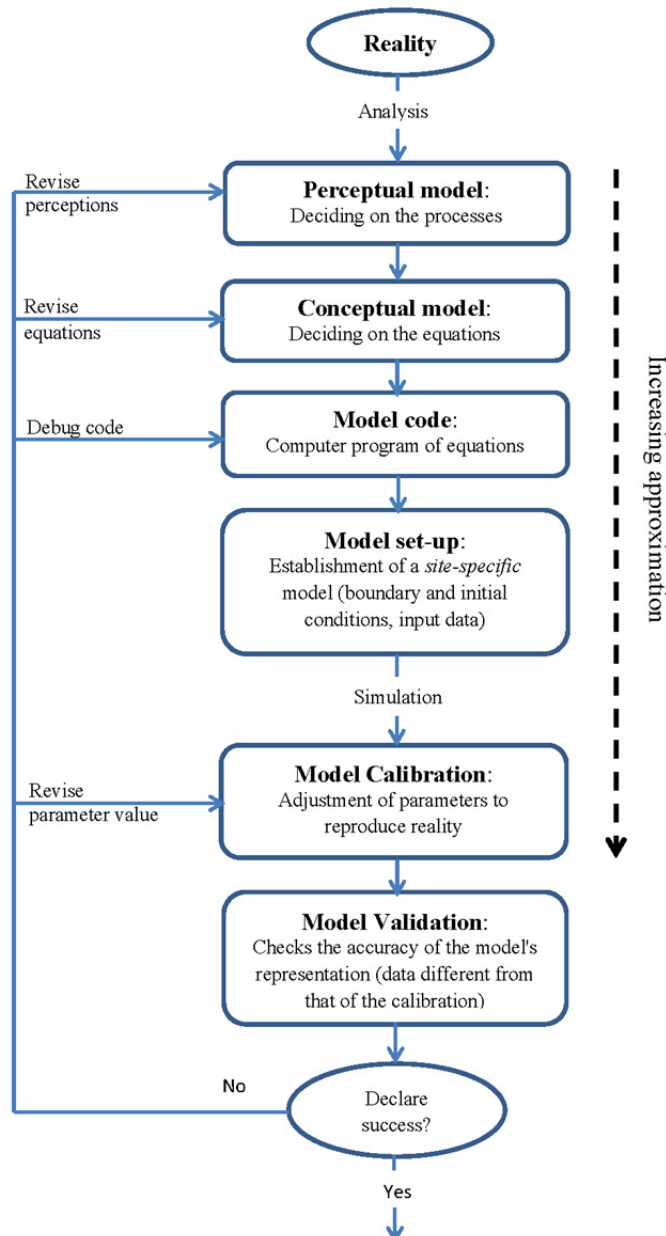 Reality
Analysis
Revise
perceptions
Perceptual model:
Deciding on the processes
Revise
equations
Conceptual model:
Deciding on the equations
Debug code
Model code:
Computer program of equations
Model set-up:
Establishment of a site-specific
model (boundary and initial
conditions, input data)
Increasing approximation
Simulation
Revise
parameter value
Model Calibration:
Adjustment of parameters to
reproduce reality
Model Validation:
Checks the accuracy of the model's
representation (data different from
that of the calibration)
No
Declare
success?
Yes